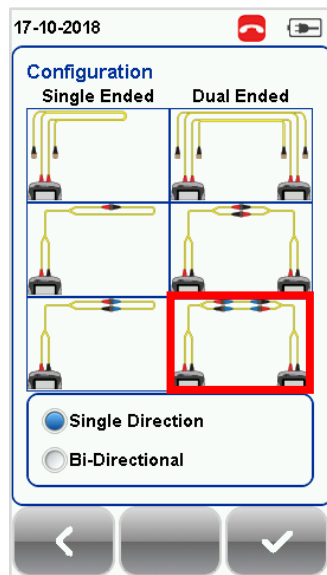 17-10-2018
Configuration
Single Ended Dual Ended
Single Direction
Bi-Directional